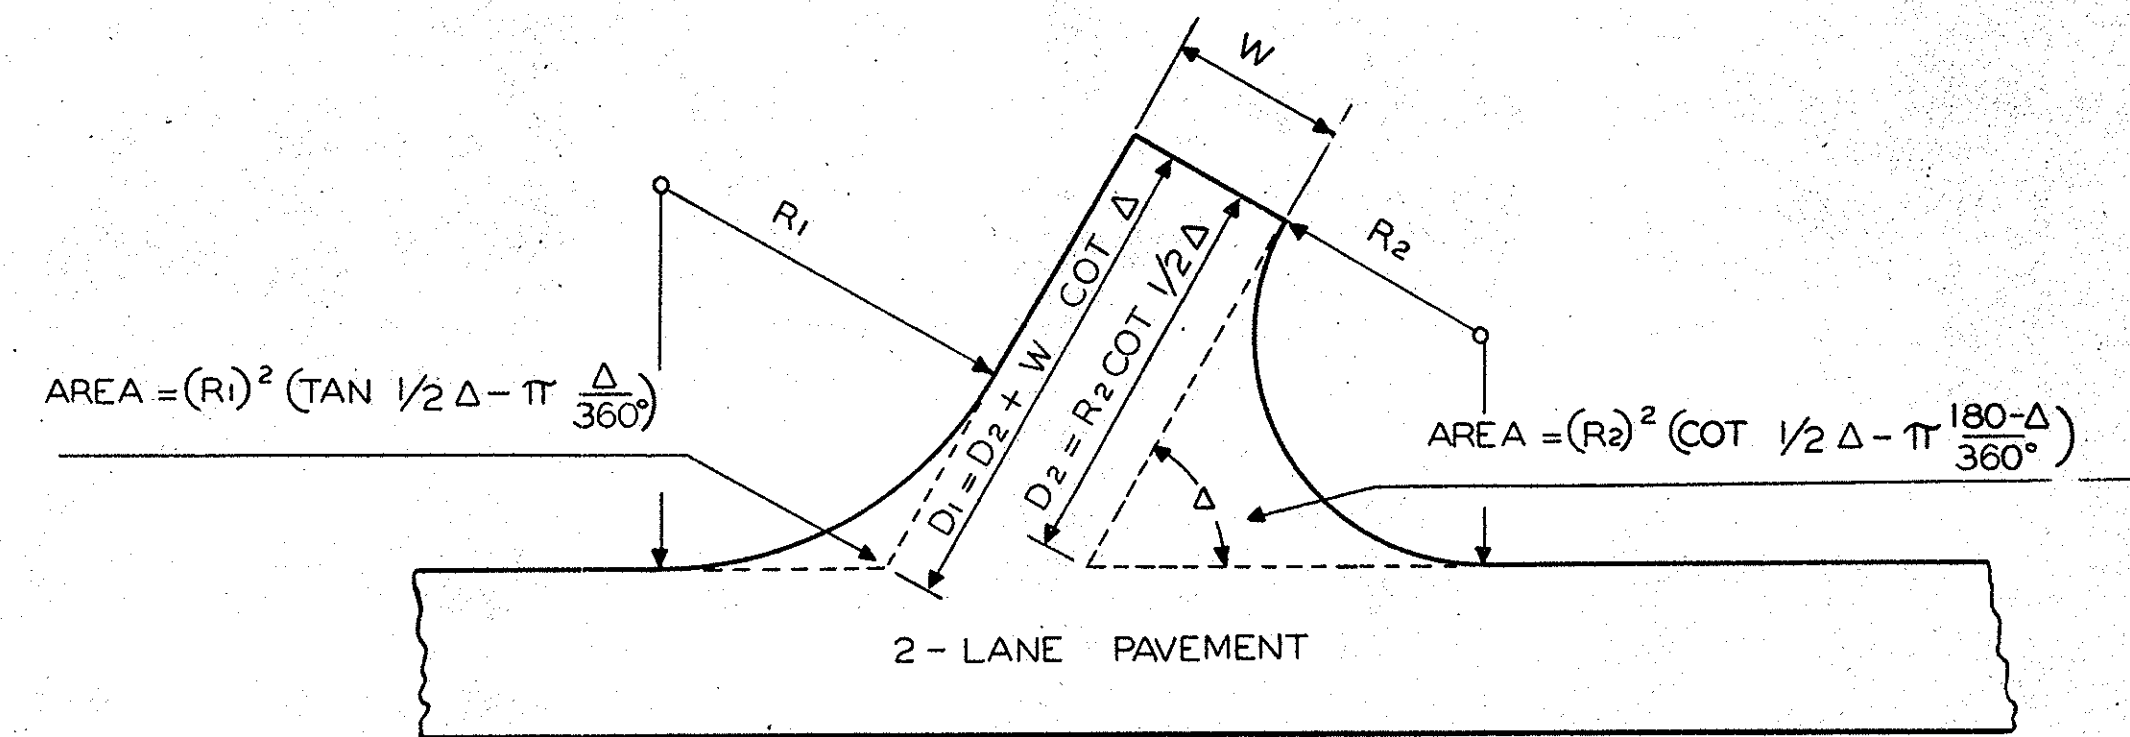 W
R1
R2
D1 = D2 + W COT Δ
D2 = R2 COT 1/2 Δ
AREA = (R1)² (TAN 1/2 Δ - π Δ/360°)
AREA = (R2)² (COT 1/2 Δ - π 180-Δ/360°)
Δ
2 - LANE PAVEMENT